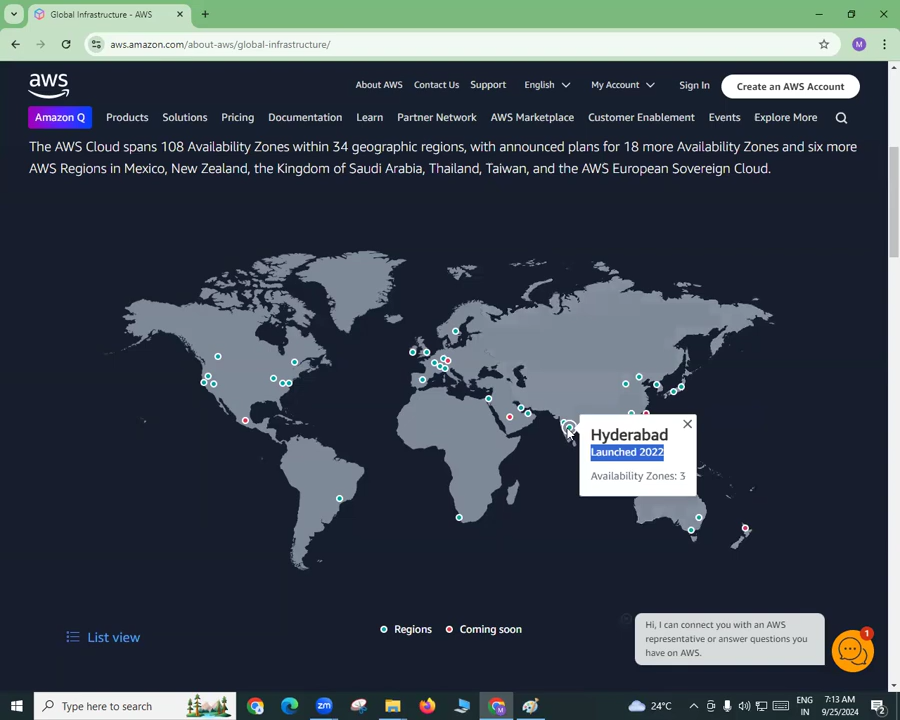 Global Infrastructure - AWS
aws.amazon.com/about-aws/global-infrastructure/
M
aws
About AWS Contact Us Support English My Account Sign In Create an AWS Account
Amazon Q Products Solutions Pricing Documentation Learn Partner Network AWS Marketplace Customer Enablement Events Explore More
The AWS Cloud spans 108 Availability Zones within 34 geographic regions, with announced plans for 18 more Availability Zones and six more
AWS Regions in Mexico, New Zealand, the Kingdom of Saudi Arabia, Thailand, Taiwan, and the AWS European Sovereign Cloud.
Hyderabad
Launched 2022
Availability Zones: 3
Regions Coming soon
List view
Hi, I can connect you with an AWS
representative or answer questions you
have on AWS.
1
Type here to search
zm
M
24°C
ENG
IN
7:13 AM
9/25/2024
2